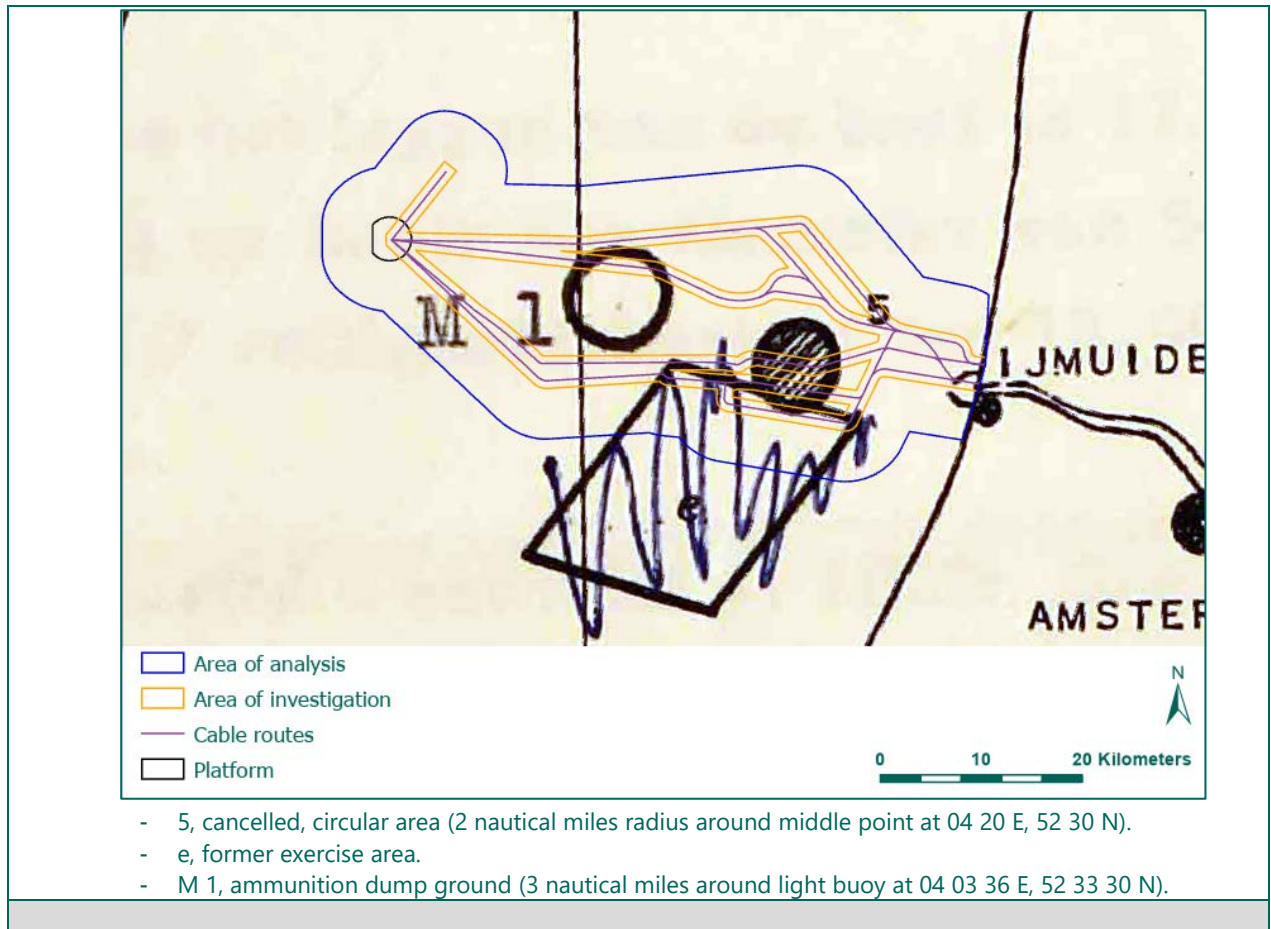 M 1
5
IJMUIDE
e
AMSTER
Area of analysis
Area of investigation
Cable routes
Platform
N
0 10 20 Kilometers
- 5, cancelled, circular area (2 nautical miles radius around middle point at 04 20 E, 52 30 N).
- e, former exercise area.
- M 1, ammunition dump ground (3 nautical miles around light buoy at 04 03 36 E, 52 33 30 N).